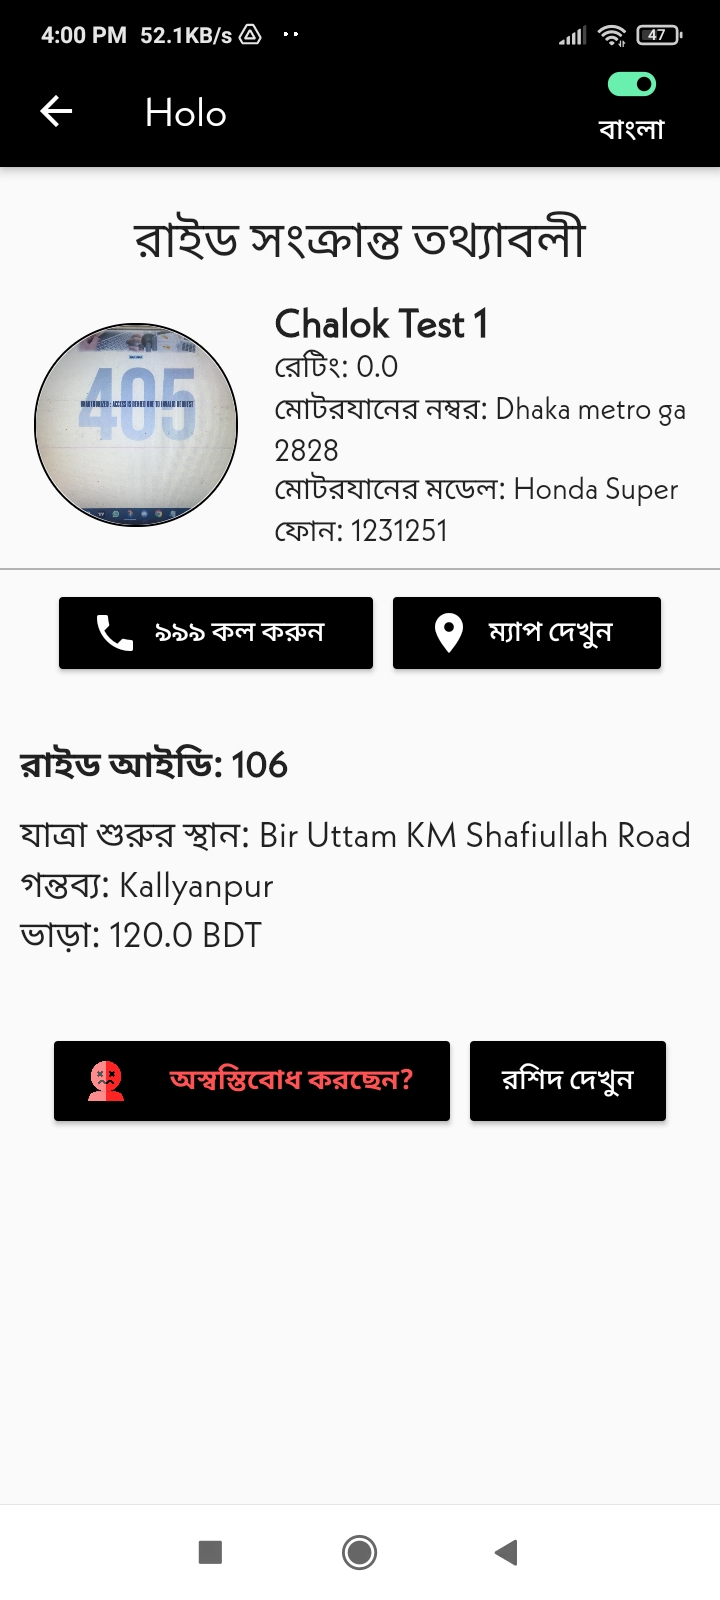 4:00 PM 52.1KB/s
47
Holo
বাংলা
রাইড সংক্রান্ত তথ্যাবলী
405
Chalok Test 1
রেটিং: 0.0
মোটরযানের নম্বর: Dhaka metro ga
2828
মোটরযানের মডেল: Honda Super
ফোন: 1231251
৯৯৯ কল করুন
ম্যাপ দেখুন
রাইড আইডি: 106
যাত্রা শুরুর স্থান: Bir Uttam KM Shafiullah Road
গন্তব্য: Kallyanpur
ভাড়া: 120.0 BDT
অস্বস্তিবোধ করছেন?
রশিদ দেখুন